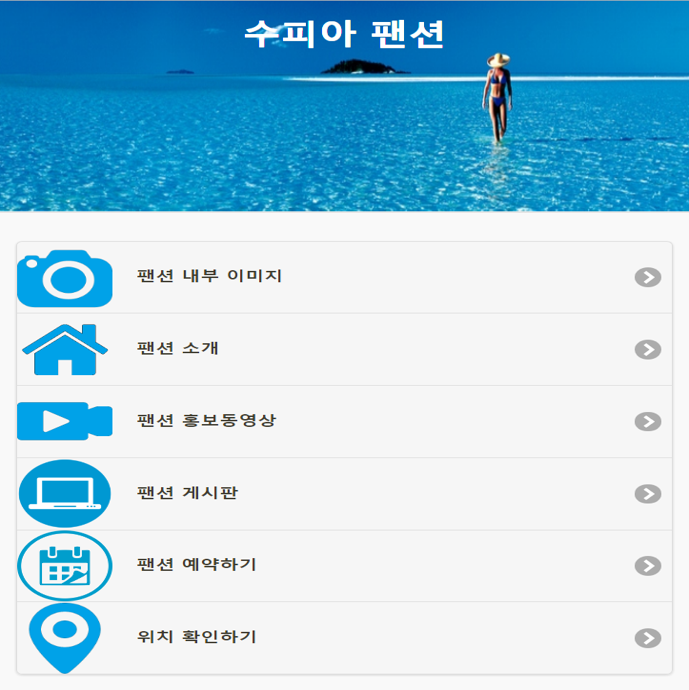 수피아 팬션
팬션 내부 이미지
팬션 소개
팬션 홍보동영상
팬션 게시판
팬션 예약하기
위치 확인하기